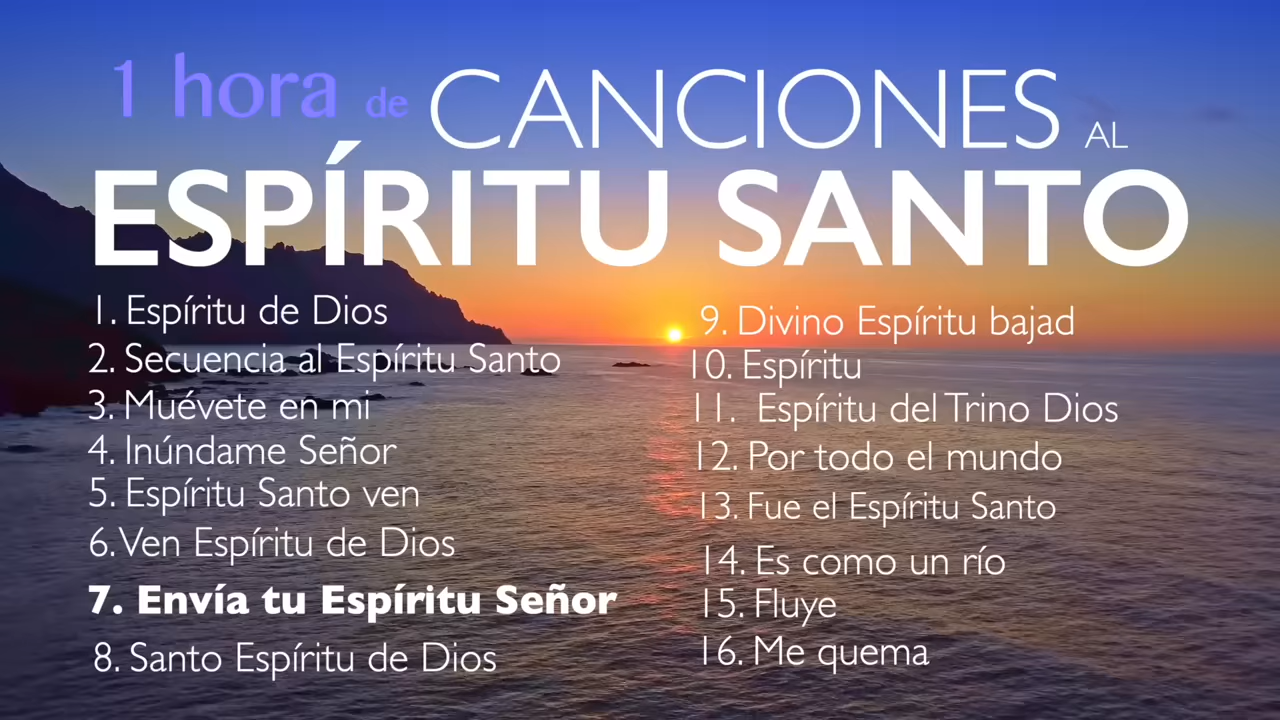 1 hora de CANCIONES AL
ESPÍRITU SANTO
1. Espíritu de Dios
2. Secuencia al Espíritu Santo
3. Muévete en mi
4. Inúndame Señor
5. Espíritu Santo ven
6. Ven Espíritu de Dios
7. Envía tu Espíritu Señor
8. Santo Espíritu de Dios
9. Divino Espíritu bajad
10. Espíritu
11. Espíritu del Trino Dios
12. Por todo el mundo
13. Fue el Espíritu Santo
14. Es como un río
15. Fluye
16. Me quema